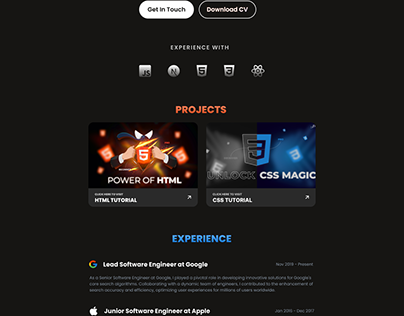 Get In Touch
Download CV
EXPERIENCE WITH
JS
N
5
3
PROJECTS
5
POWER OF HTML
3
UNLOCK CSS MAGIC
CLICK HERE TO VISIT
HTML TUTORIAL
CLICK HERE TO VISIT
CSS TUTORIAL
EXPERIENCE
Lead Software Engineer at Google
Nov 2019 - Present
As a Senior Software Engineer at Google, I played a pivotal role in developing innovative solutions for Google's
core search algorithms. Collaborating with a dynamic team of engineers, I contributed to the enhancement
of search accuracy and efficiency, optimizing user experiences for millions of users worldwide.
Junior Software Engineer at Apple
Jan 2016 - Dec 2017